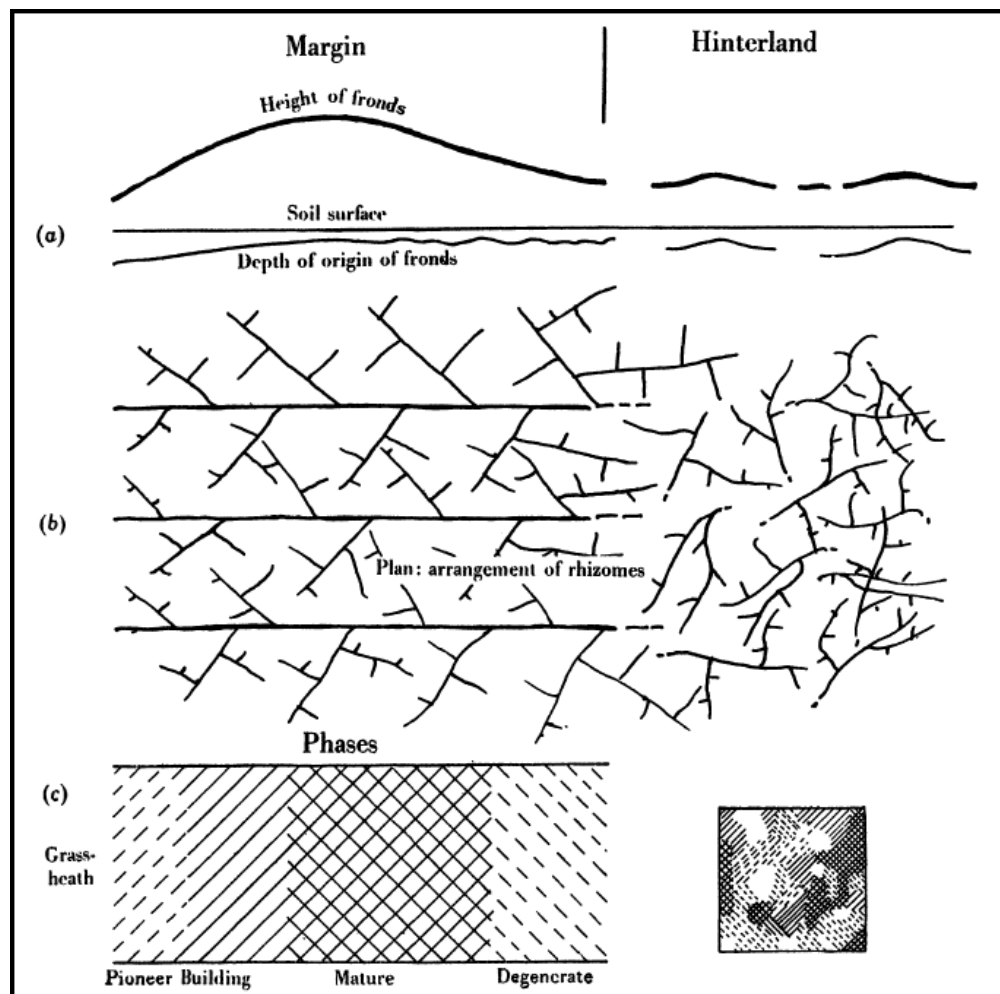 Margin
Hinterland
Height of fronds
Soil surface
(a)
Depth of origin of fronds
(b)
Plan: arrangement of rhizomes
Phases
(c)
Grass-
heath
Pioneer Building Mature Degenerate